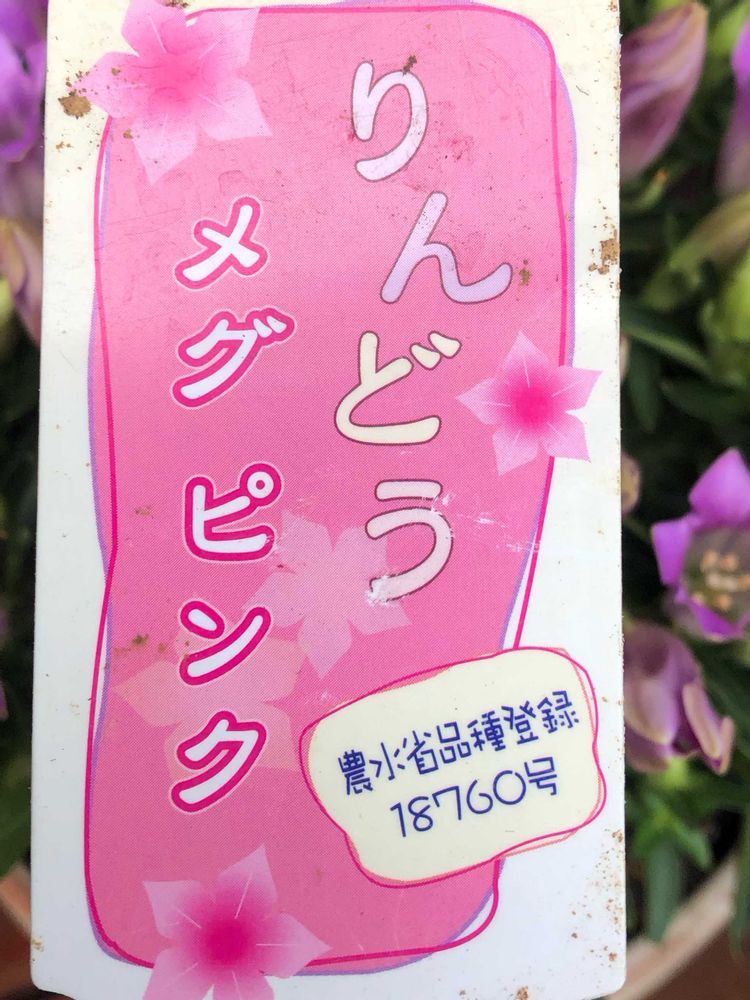 りんどう
メグ ピンク
農水省品種登録
18760号